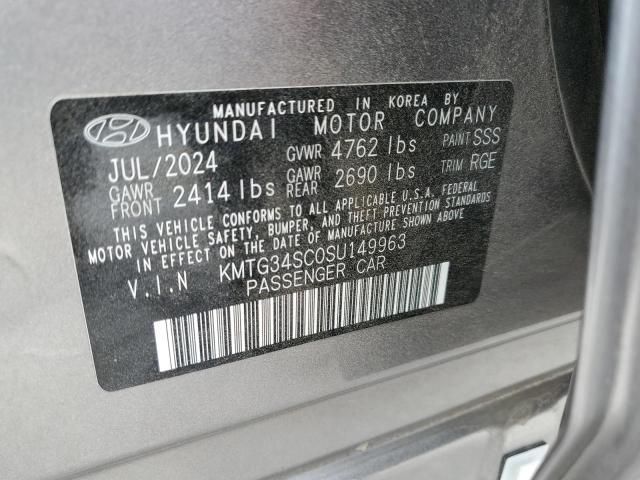 MANUFACTURED IN KOREA BY
HYUNDAI MOTOR COMPANY
JUL/2024 GVWR 4762 lbs PAINT SSS
GAWR FRONT 2414 lbs GAWR REAR 2690 lbs TRIM RGE
THIS VEHICLE CONFORMS TO ALL APPLICABLE U.S.A. FEDERAL
MOTOR VEHICLE SAFETY, BUMPER, AND THEFT PREVENTION STANDARDS
IN EFFECT ON THE DATE OF MANUFACTURE SHOWN ABOVE
V.I.N KMTG34SC0SU149963
PASSENGER CAR